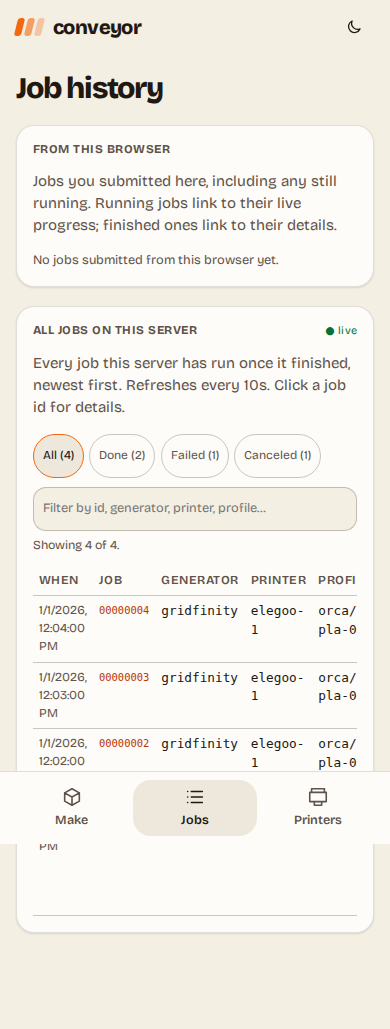 conveyor
Job history
FROM THIS BROWSER
Jobs you submitted here, including any still
running. Running jobs link to their live
progress; finished ones link to their details.
No jobs submitted from this browser yet.
ALL JOBS ON THIS SERVER
live
Every job this server has run once it finished,
newest first. Refreshes every 10s. Click a job
id for details.
All (4) Done (2) Failed (1) Canceled (1)
Filter by id, generator, printer, profile...
Showing 4 of 4.
WHEN JOB GENERATOR PRINTER PROFI
1/1/2026, 00000004 gridfinity elegoo- orca/
12:04:00 1 pla-0
PM
1/1/2026, 00000003 gridfinity elegoo- orca/
12:03:00 1 pla-0
PM
1/1/2026, 00000002 gridfinity elegoo- orca/
12:02:00 1 pla-0
Make Jobs Printers
PM